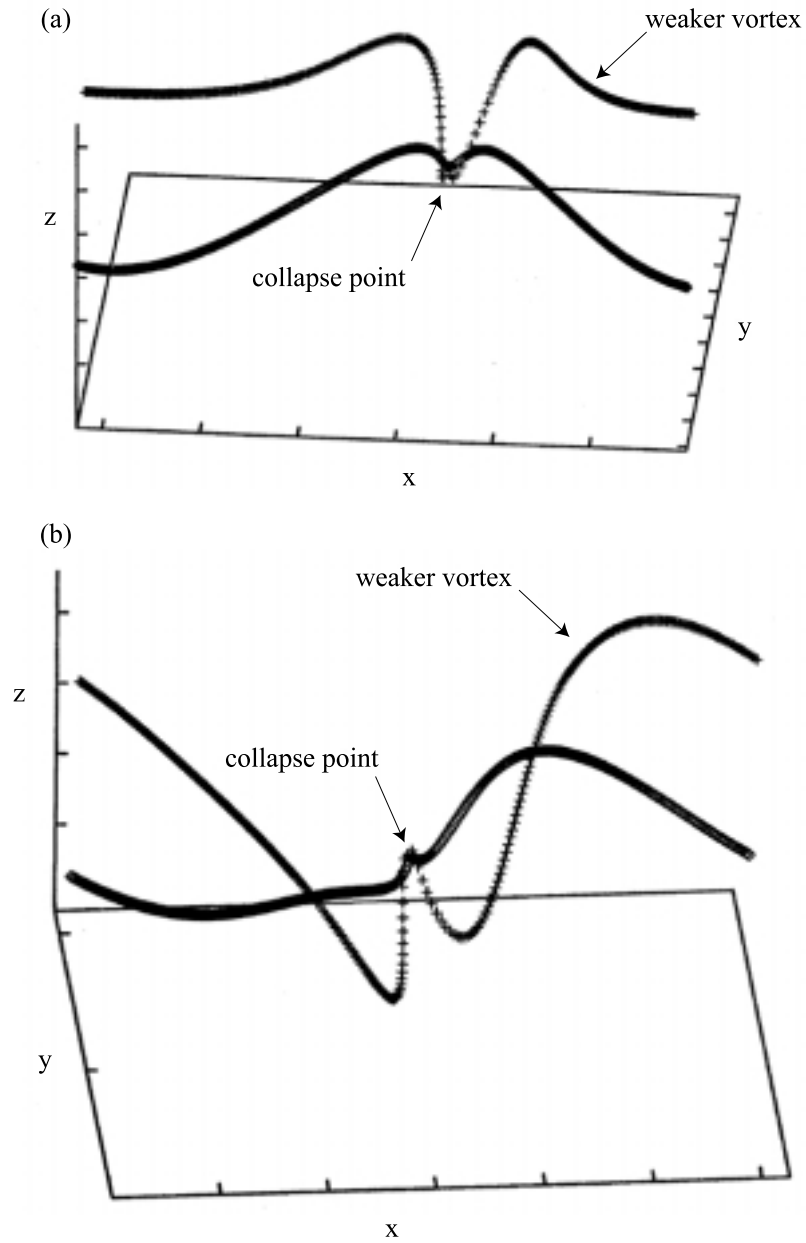 (a)
weaker vortex
z
collapse point
y
x
(b)
weaker vortex
z
collapse point
y
x